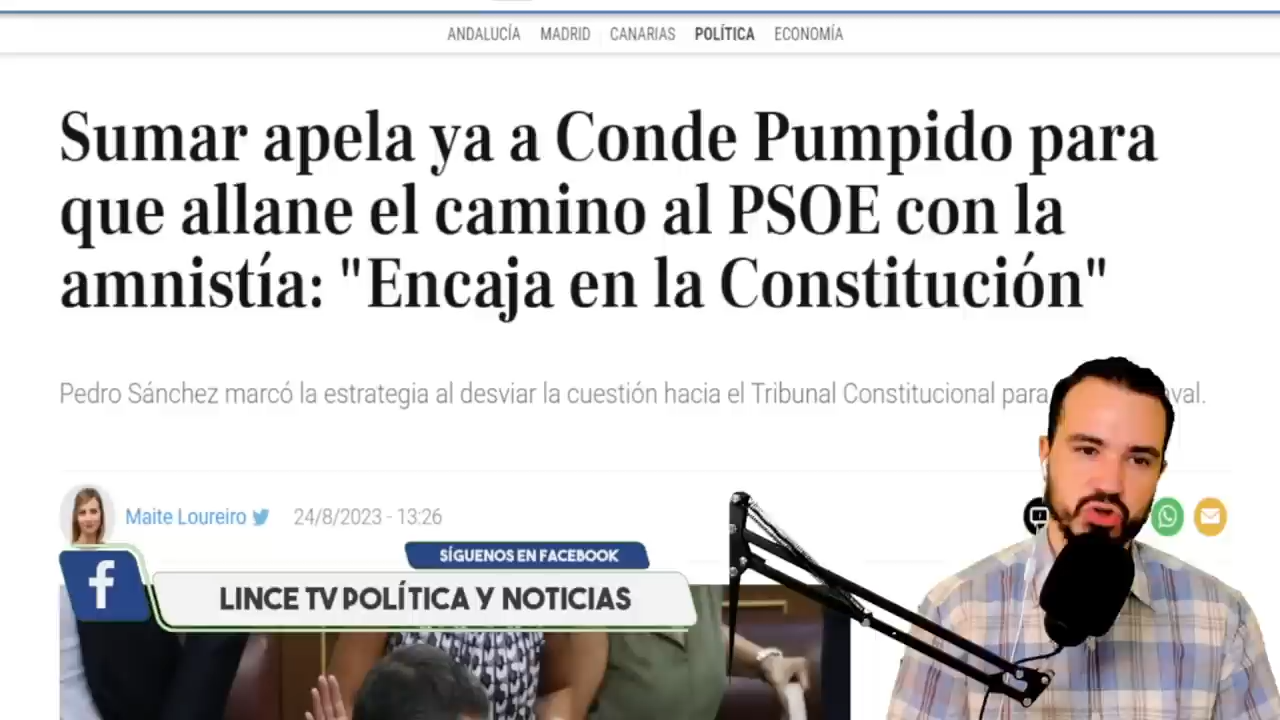 ANDALUCÍA MADRID CANARIAS POLÍTICA ECONOMÍA
Sumar apela ya a Conde Pumpido para
que allane el camino al PSOE con la
amnistía: "Encaja en la Constitución"
Pedro Sánchez marcó la estrategia al desviar la cuestión hacia el Tribunal Constitucional para
Maite Loureiro 24/8/2023 - 13:26
SÍGUENOS EN FACEBOOK
LINCE TV POLÍTICA Y NOTICIAS